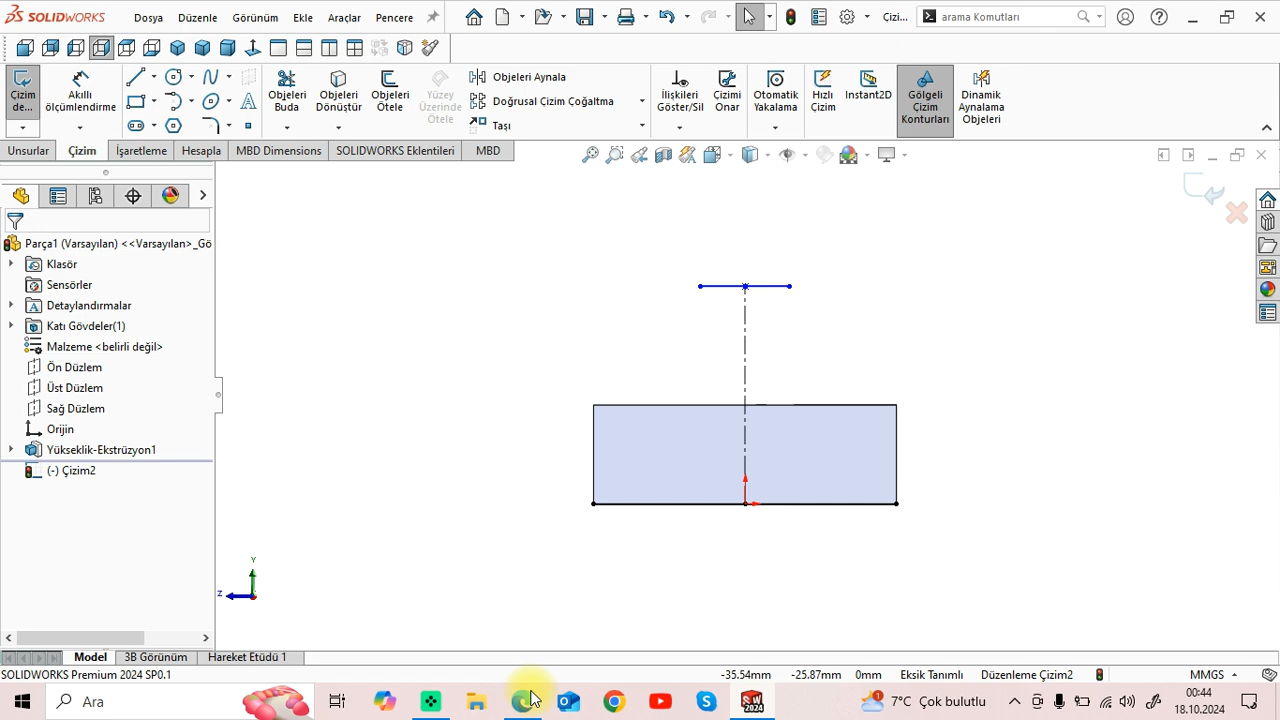 SOLIDWORKS
Dosya Düzenle Görünüm Ekle Araçlar Pencere
Çizi...
arama Komutları
Çizim de...
Akıllı ölçümlendirme
Objeleri Buda
Objeleri Dönüştür
Objeleri Ötele
Yüzey Üzerinde Ötele
Objeleri Aynala
Doğrusal Çizim Çoğaltma
Taşı
İlişkileri Göster/Sil
Çizimi Onar
Otomatik Yakalama
Hızlı Çizim
Instant2D
Gölgeli Çizim Konturları
Dinamik Aynalama Objeleri
Unsurlar Çizim İşaretleme Hesapla MBD Dimensions SOLIDWORKS Eklentileri MBD
Parça1 (Varsayılan) <<Varsayılan>_Gö
Klasör
Sensörler
Detaylandırmalar
Katı Gövdeler(1)
Malzeme <belirli değil>
Ön Düzlem
Üst Düzlem
Sağ Düzlem
Orijin
Yükseklik-Ekstrüzyon1
(-) Çizim2
Y
Z
Model 3B Görünüm Hareket Etüdü 1
SOLIDWORKS Premium 2024 SP0.1 -35.54mm -25.87mm 0mm Eksik Tanımlı Düzenleme Çizim2 MMGS
Ara
SW 2024
1
7°C Çok bulutlu
00:44
18.10.2024